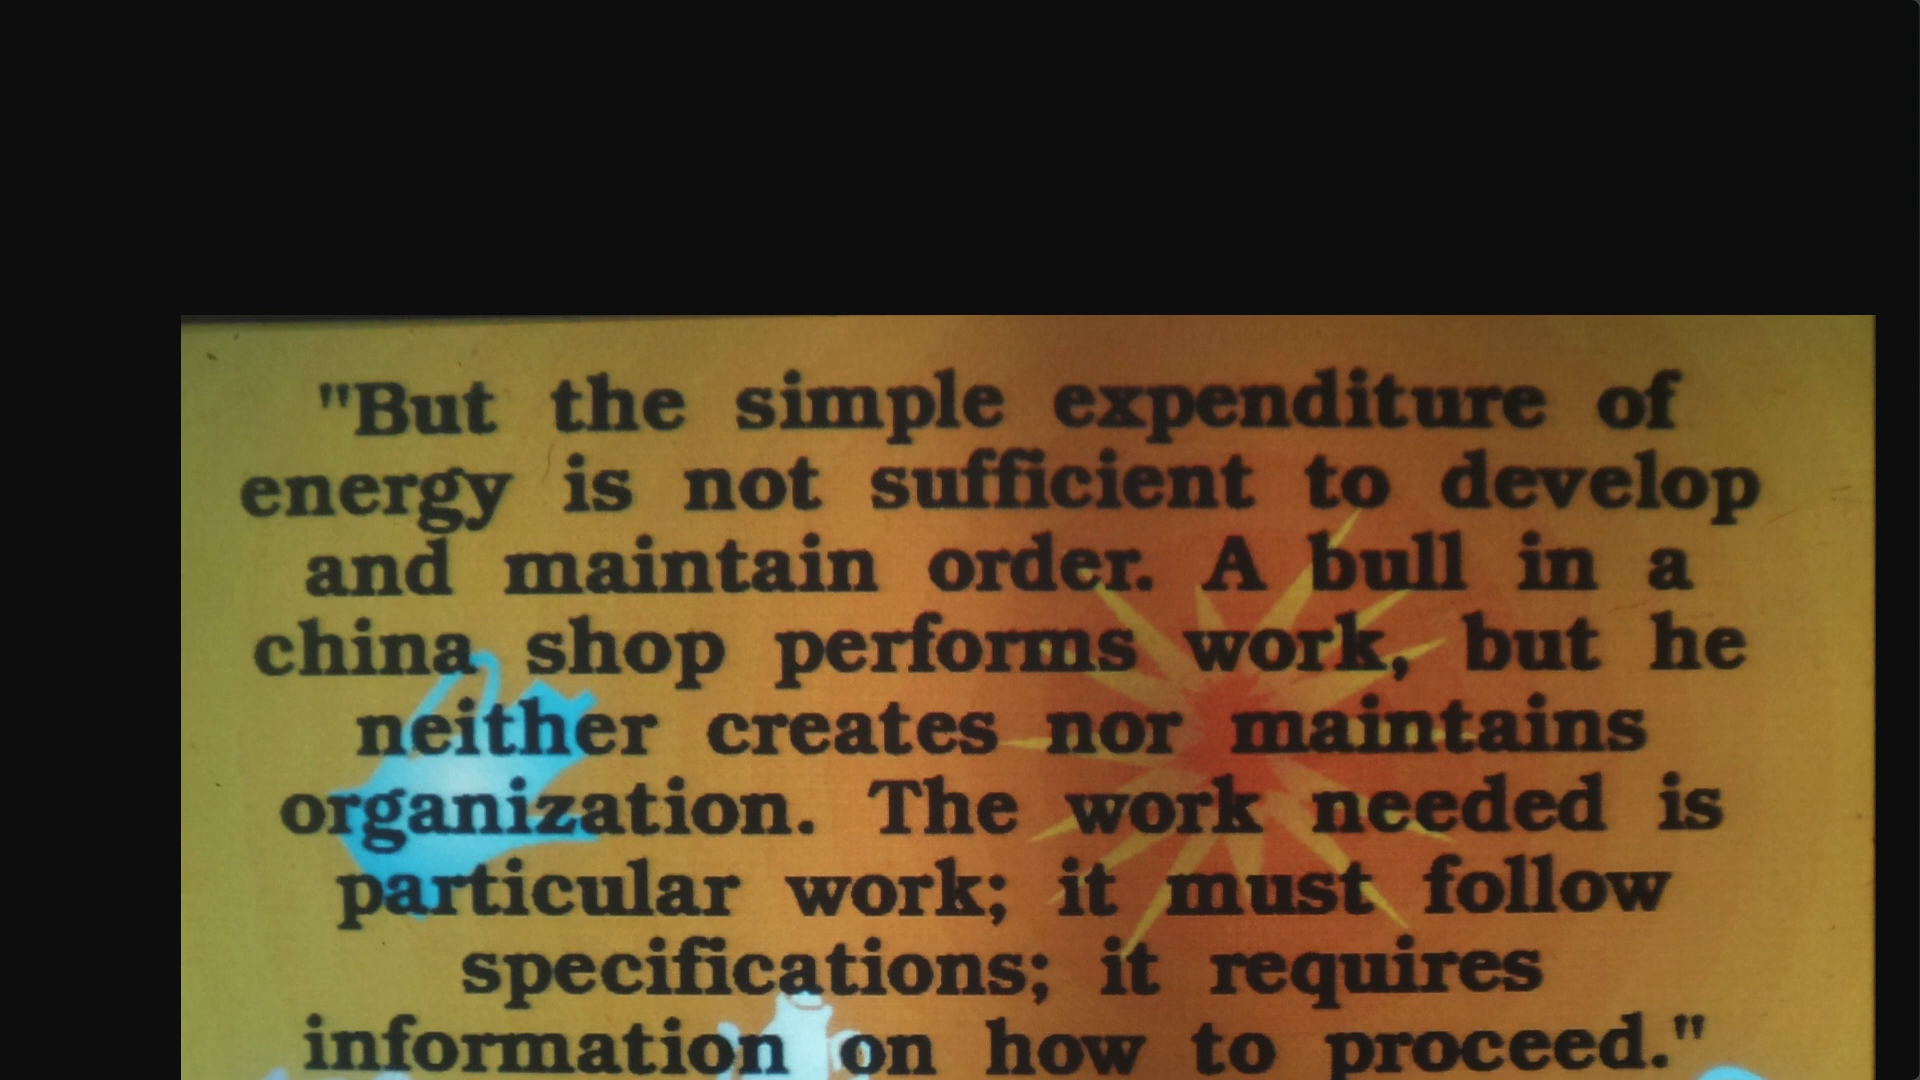 "But the simple expenditure of
energy is not sufficient to develop
and maintain order. A bull in a
china shop performs work, but he
neither creates nor maintains
organization. The work needed is
particular work; it must follow
specifications; it requires
information on how to proceed."